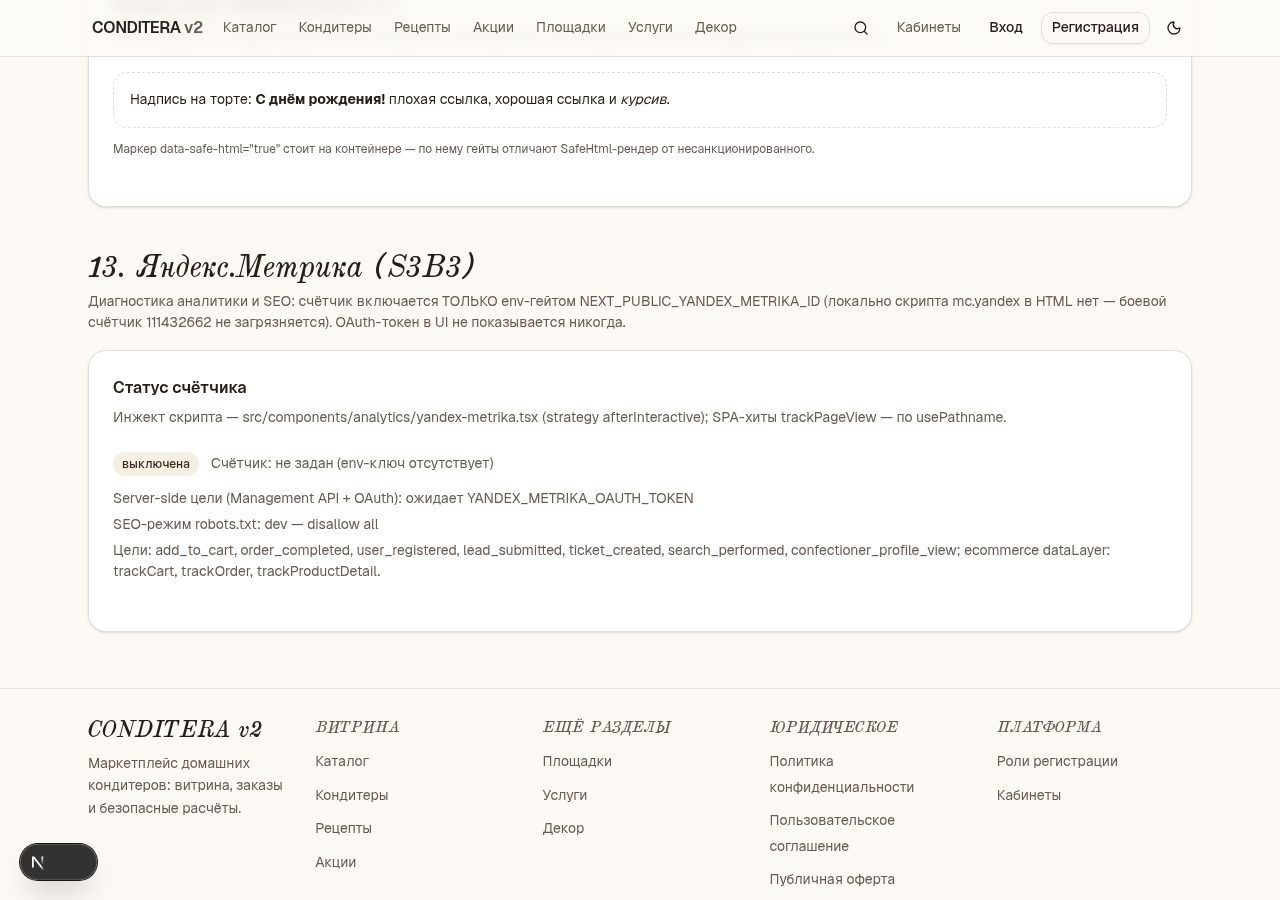 CONDITERA v2 Каталог Кондитеры Рецепты Акции Площадки Услуги Декор Кабинеты Вход Регистрация
Надпись на торте: С днём рождения! плохая ссылка, хорошая ссылка и курсив.
Маркер data-safe-html="true" стоит на контейнере — по нему гейты отличают SafeHtml-рендер от несанкционированного.
13. Яндекс.Метрика (S3B3)
Диагностика аналитики и SEO: счётчик включается ТОЛЬКО env-гейтом NEXT_PUBLIC_YANDEX_METRIKA_ID (локально скрипта mc.yandex в HTML нет — боевой
счётчик 111432662 не загрязняется). OAuth-токен в UI не показывается никогда.
Статус счётчика
Инжект скрипта — src/components/analytics/yandex-metrika.tsx (strategy afterInteractive); SPA-хиты trackPageView — по usePathname.
выключена Счётчик: не задан (env-ключ отсутствует)
Server-side цели (Management API + OAuth): ожидает YANDEX_METRIKA_OAUTH_TOKEN
SEO-режим robots.txt: dev — disallow all
Цели: add_to_cart, order_completed, user_registered, lead_submitted, ticket_created, search_performed, confectioner_profile_view; ecommerce dataLayer:
trackCart, trackOrder, trackProductDetail.
CONDITERA v2
Маркетплейс домашних
кондитеров: витрина, заказы
и безопасные расчёты.
ВИТРИНА
Каталог
Кондитеры
Рецепты
Акции
ЕЩЁ РАЗДЕЛЫ
Площадки
Услуги
Декор
ЮРИДИЧЕСКОЕ
Политика
конфиденциальности
Пользовательское
соглашение
Публичная оферта
ПЛАТФОРМА
Роли регистрации
Кабинеты